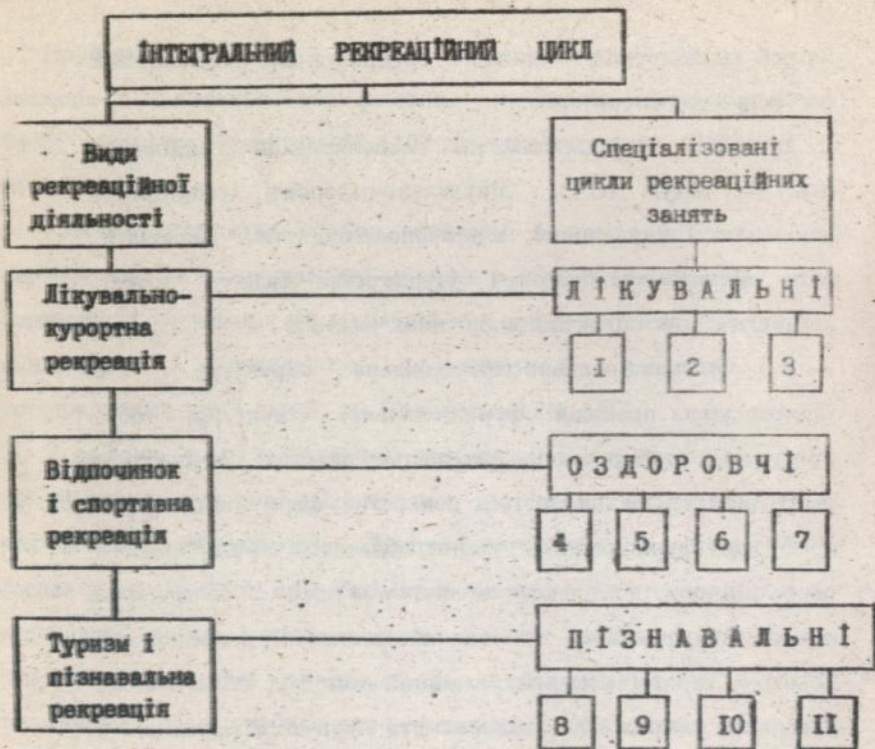 ІНТЕГРАЛЬНИЙ РЕКРЕАЦІЙНИЙ ЦИКЛ
Види
рекреаційної
діяльності
Спеціалізовані
цикли рекреаційних
занять
Лікувально-
курортна
рекреація
ЛІКУВАЛЬНІ
1 2 3
Відпочинок
і спортивна
рекреація
ОЗДОРОВЧІ
4 5 6 7
Туризм і
пізнавальна
рекреація
ПІЗНАВАЛЬНІ
8 9 10 11